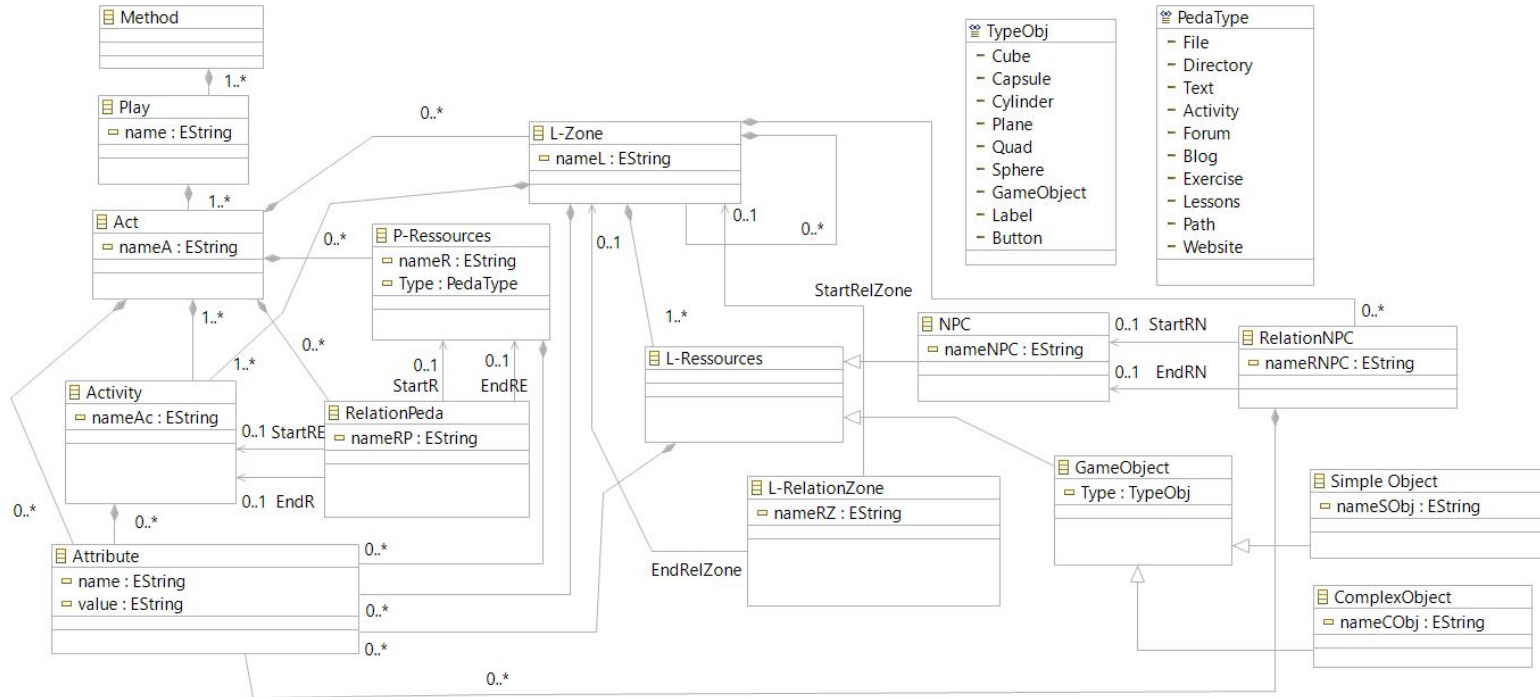 Method
1..*
Play
name : EString
1..*
Act
nameA : EString
0..*
L-Zone
nameL : EString
0..1
0..*
0..1
TypeObj
Cube
Capsule
Cylinder
Plane
Quad
Sphere
GameObject
Label
Button
PedaType
File
Directory
Text
Activity
Forum
Blog
Exercise
Lessons
Path
Website
0..*
P-Ressources
nameR : EString
Type : PedaType
1..*
0..*
1..*
0..1
StartR
0..1
EndRE
StartRelZone
1..*
L-Ressources
NPC
nameNPC : EString
0..1 StartRN
0..1 EndRN
0..*
RelationNPC
nameRNPC : EString
Activity
nameAc : EString
0..1 StartRE
0..1 EndR
RelationPeda
nameRP : EString
GameObject
Type : TypeObj
Simple Object
nameSObj : EString
L-RelationZone
nameRZ : EString
EndRelZone
0..*
0..*
Attribute
name : EString
value : EString
0..*
0..*
0..*
0..*
ComplexObject
nameCObj : EString